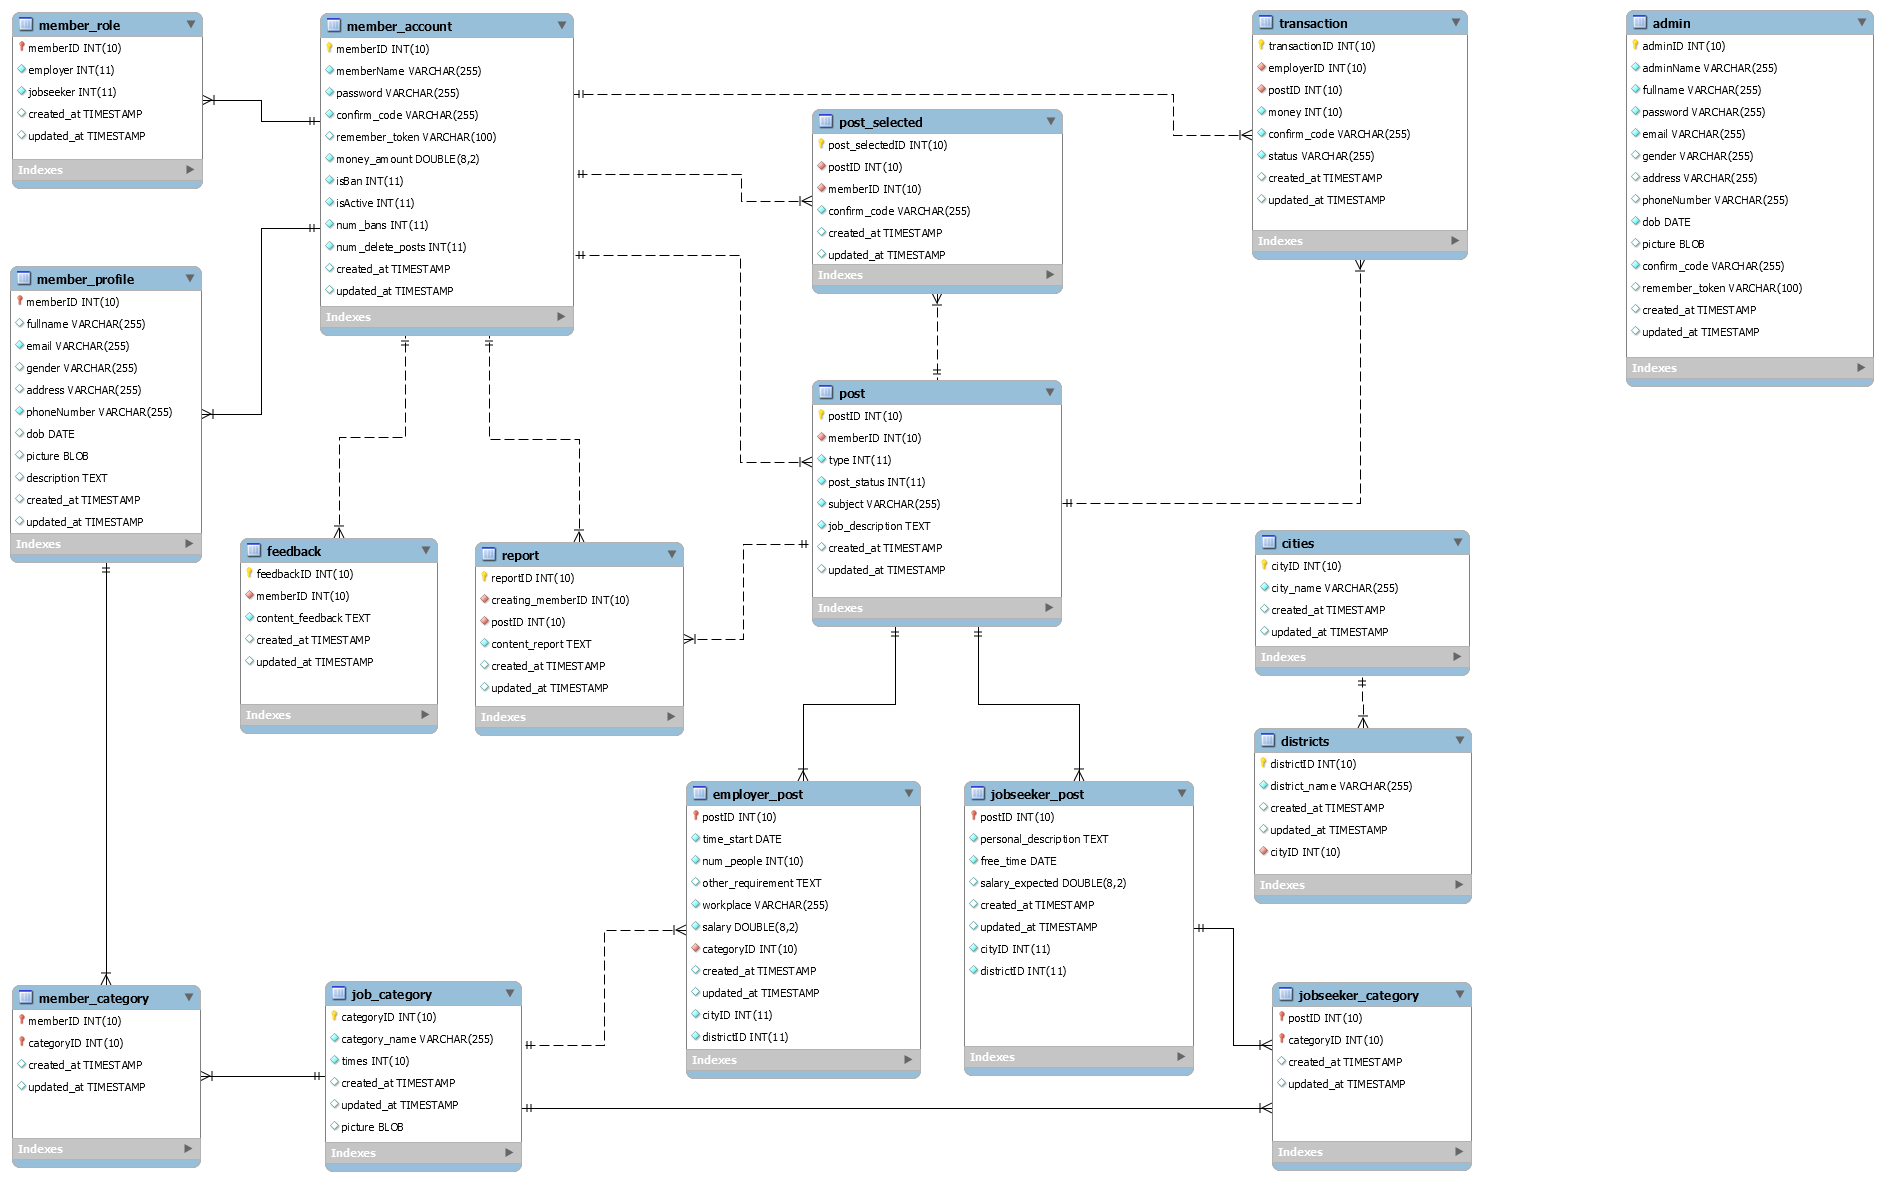 member_role
memberID INT(10)
employer INT(11)
jobseeker INT(11)
created_at TIMESTAMP
updated_at TIMESTAMP
Indexes
member_account
memberID INT(10)
memberName VARCHAR(255)
password VARCHAR(255)
confirm_code VARCHAR(255)
remember_token VARCHAR(100)
money_amount DOUBLE(8,2)
isBan INT(11)
isActive INT(11)
num_bans INT(11)
num_delete_posts INT(11)
created_at TIMESTAMP
updated_at TIMESTAMP
Indexes
post_selected
post_selectedID INT(10)
postID INT(10)
memberID INT(10)
confirm_code VARCHAR(255)
created_at TIMESTAMP
updated_at TIMESTAMP
Indexes
transaction
transactionID INT(10)
employerID INT(10)
postID INT(10)
money INT(10)
confirm_code VARCHAR(255)
status VARCHAR(255)
created_at TIMESTAMP
updated_at TIMESTAMP
Indexes
admin
adminID INT(10)
adminName VARCHAR(255)
fullname VARCHAR(255)
password VARCHAR(255)
email VARCHAR(255)
gender VARCHAR(255)
address VARCHAR(255)
phoneNumber VARCHAR(255)
dob DATE
picture BLOB
confirm_code VARCHAR(255)
remember_token VARCHAR(100)
created_at TIMESTAMP
updated_at TIMESTAMP
Indexes
member_profile
memberID INT(10)
fullname VARCHAR(255)
email VARCHAR(255)
gender VARCHAR(255)
address VARCHAR(255)
phoneNumber VARCHAR(255)
dob DATE
picture BLOB
description TEXT
created_at TIMESTAMP
updated_at TIMESTAMP
Indexes
post
postID INT(10)
memberID INT(10)
type INT(11)
post_status INT(11)
subject VARCHAR(255)
job_description TEXT
created_at TIMESTAMP
updated_at TIMESTAMP
Indexes
feedback
feedbackID INT(10)
memberID INT(10)
content_feedback TEXT
created_at TIMESTAMP
updated_at TIMESTAMP
Indexes
report
reportID INT(10)
creating_memberID INT(10)
postID INT(10)
content_report TEXT
created_at TIMESTAMP
updated_at TIMESTAMP
Indexes
cities
cityID INT(10)
city_name VARCHAR(255)
created_at TIMESTAMP
updated_at TIMESTAMP
Indexes
districts
districtID INT(10)
district_name VARCHAR(255)
created_at TIMESTAMP
updated_at TIMESTAMP
cityID INT(10)
Indexes
employer_post
postID INT(10)
time_start DATE
num_people INT(10)
other_requirement TEXT
workplace VARCHAR(255)
salary DOUBLE(8,2)
categoryID INT(10)
created_at TIMESTAMP
updated_at TIMESTAMP
cityID INT(11)
districtID INT(11)
Indexes
jobseeker_post
postID INT(10)
personal_description TEXT
free_time DATE
salary_expected DOUBLE(8,2)
created_at TIMESTAMP
updated_at TIMESTAMP
cityID INT(11)
districtID INT(11)
Indexes
member_category
memberID INT(10)
categoryID INT(10)
created_at TIMESTAMP
updated_at TIMESTAMP
Indexes
job_category
categoryID INT(10)
category_name VARCHAR(255)
times INT(10)
created_at TIMESTAMP
updated_at TIMESTAMP
picture BLOB
Indexes
jobseeker_category
postID INT(10)
categoryID INT(10)
created_at TIMESTAMP
updated_at TIMESTAMP
Indexes